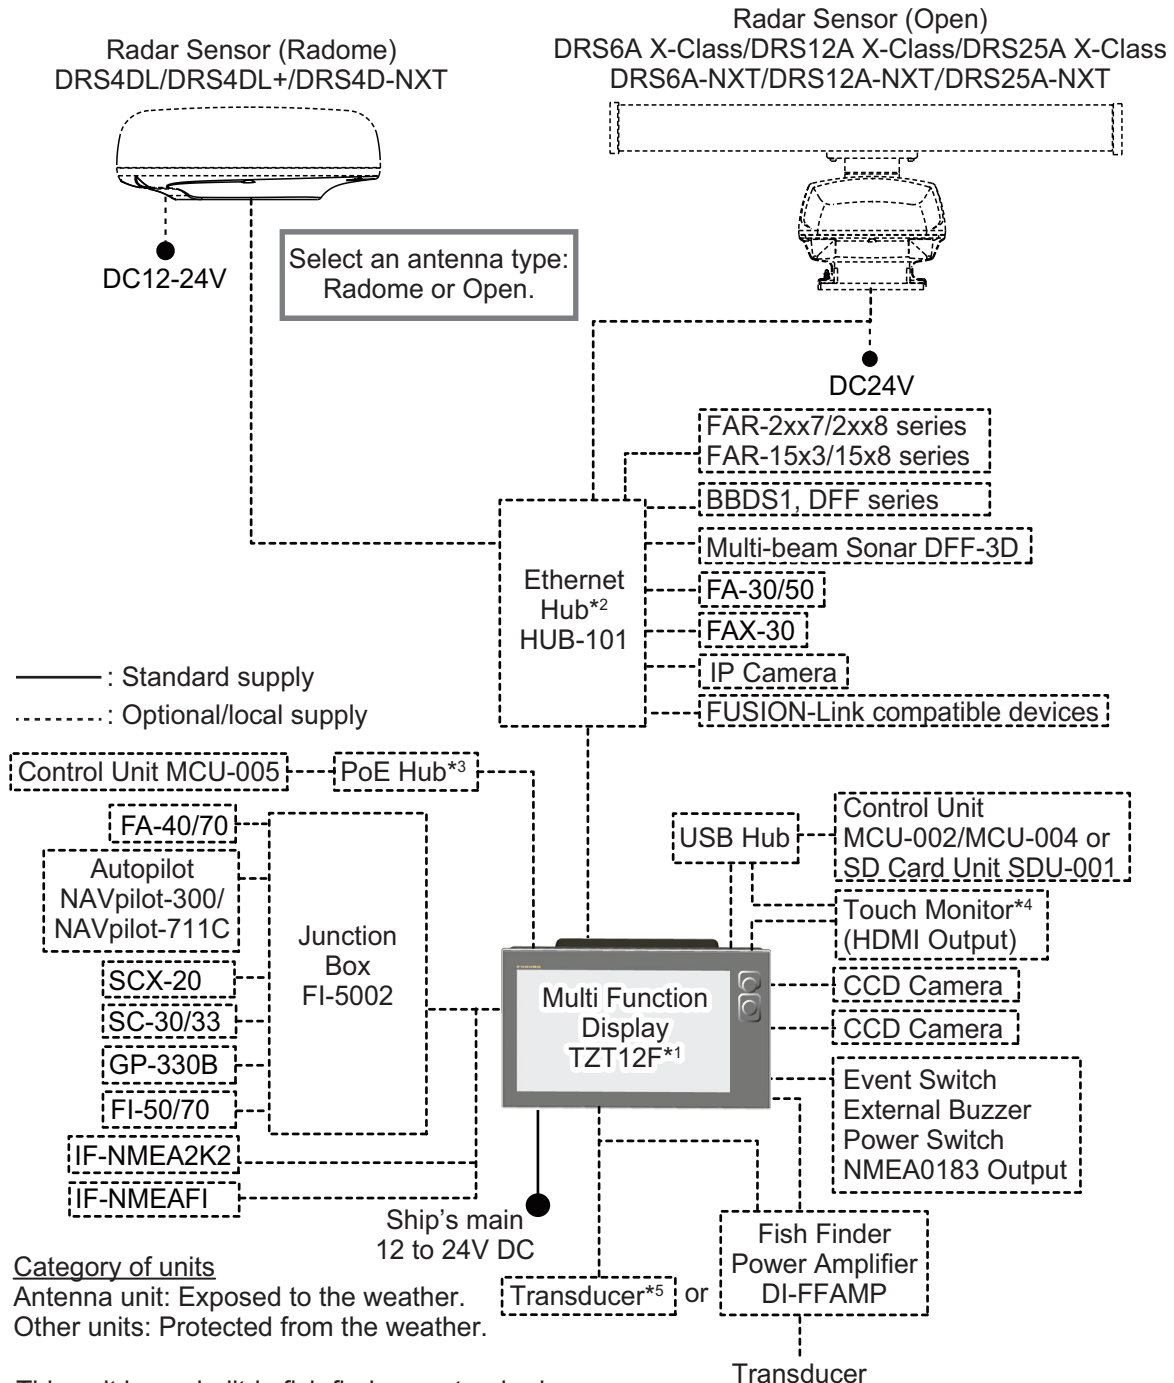 Radar Sensor (Radome)
DRS4DL/DRS4DL+/DRS4D-NXT
Radar Sensor (Open)
DRS6A X-Class/DRS12A X-Class/DRS25A X-Class
DRS6A-NXT/DRS12A-NXT/DRS25A-NXT
DC12-24V
Select an antenna type:
Radome or Open.
DC24V
FAR-2xx7/2xx8 series
FAR-15x3/15x8 series
BBDS1, DFF series
Multi-beam Sonar DFF-3D
FA-30/50
FAX-30
IP Camera
FUSION-Link compatible devices
Ethernet
Hub*2
HUB-101
: Standard supply
: Optional/local supply
Control Unit MCU-005
PoE Hub*3
FA-40/70
Autopilot
NAVpilot-300/
NAVpilot-711C
SCX-20
SC-30/33
GP-330B
FI-50/70
IF-NMEA2K2
IF-NMEAFI
Junction
Box
FI-5002
USB Hub
Control Unit
MCU-002/MCU-004 or
SD Card Unit SDU-001
Touch Monitor*4
(HDMI Output)
CCD Camera
CCD Camera
FURUNO
Multi Function
Display
TZT12F*1
Event Switch
External Buzzer
Power Switch
NMEA0183 Output
Ship's main
12 to 24V DC
Transducer*5
or
Fish Finder
Power Amplifier
DI-FFAMP
Transducer
Category of units
Antenna unit: Exposed to the weather.
Other units: Protected from the weather.